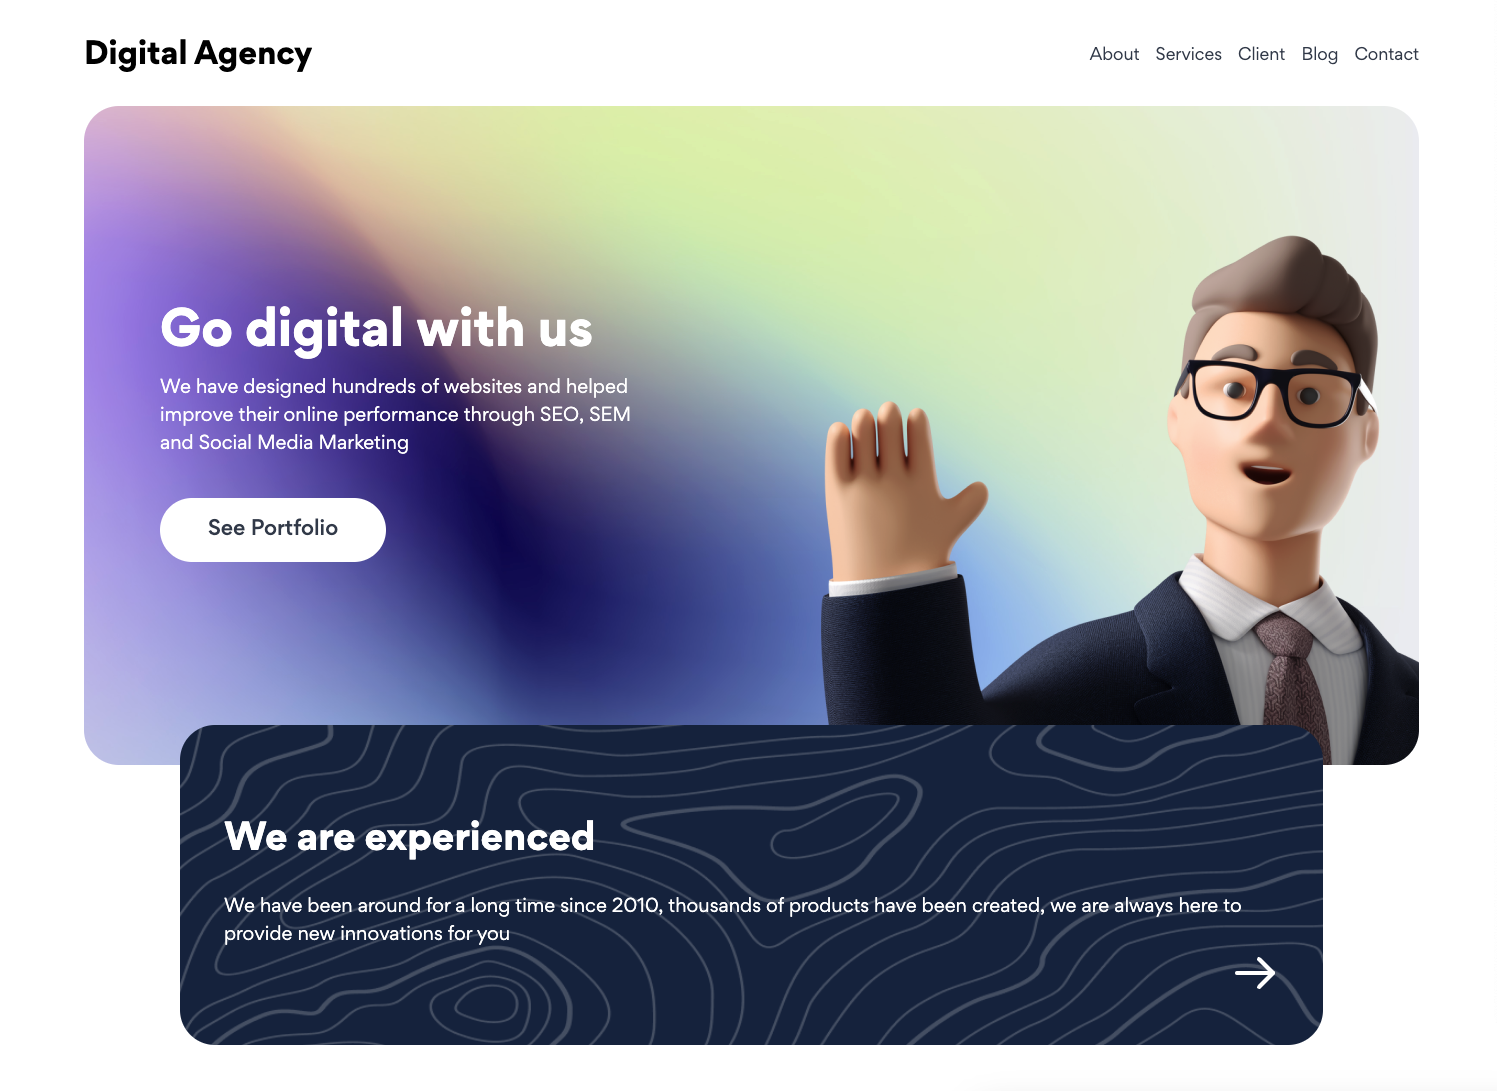 Digital Agency
About Services Client Blog Contact
Go digital with us
We have designed hundreds of websites and helped
improve their online performance through SEO, SEM
and Social Media Marketing
See Portfolio
We are experienced
We have been around for a long time since 2010, thousands of products have been created, we are always here to
provide new innovations for you